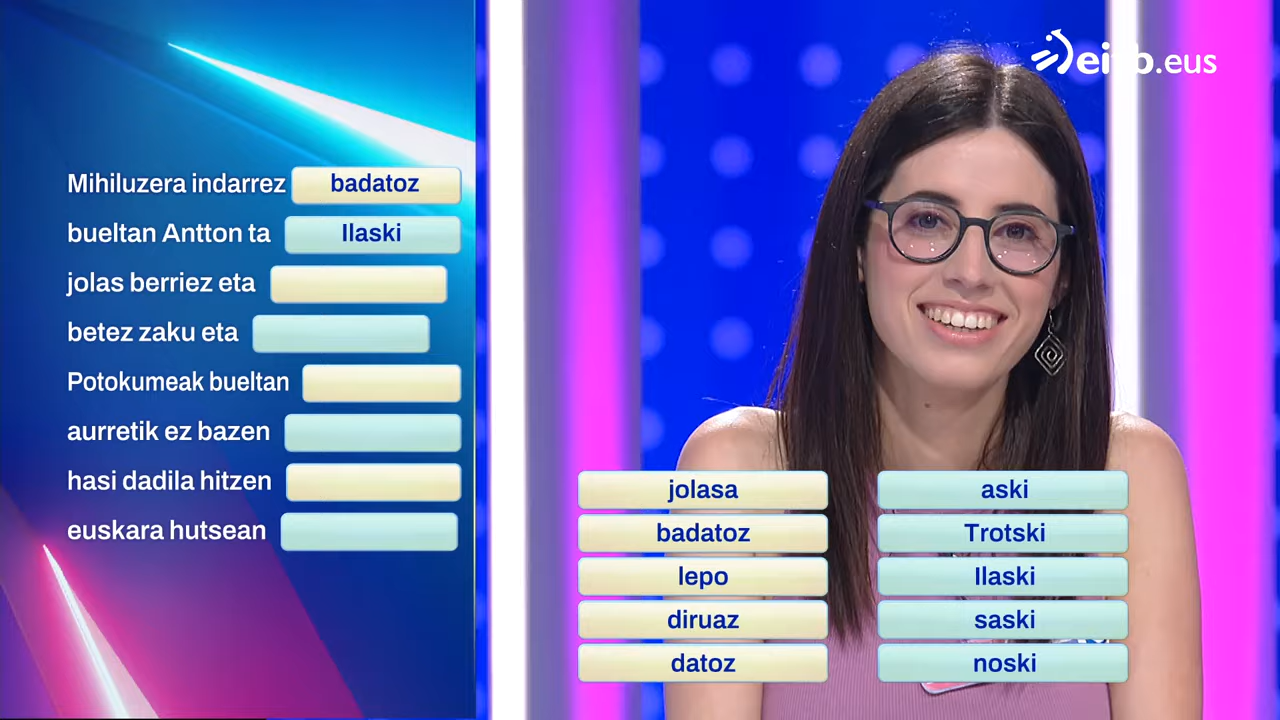 eitb.eus
Mihiluzera indarrez badatoz
bueltan Antton ta Ilaski
jolas berriez eta
betez zaku eta
Potokumeak bueltan
aurretik ez bazen
hasi dadila hitzen
euskara hutsean
jolasa aski
badatoz Trotski
lepo Ilaski
diruaz saski
datoz noski